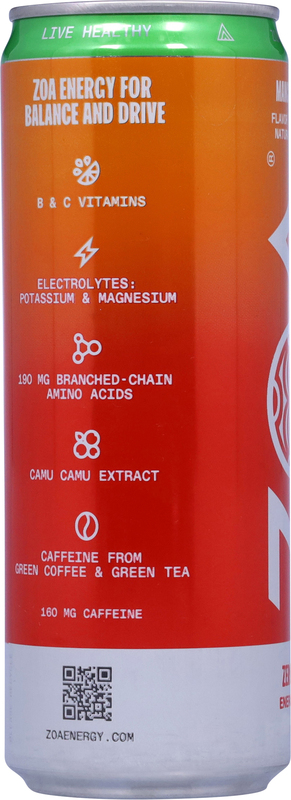 LIVE HEALTHY
ZOA ENERGY FOR
BALANCE AND DRIVE
B & C VITAMINS
ELECTROLYTES:
POTASSIUM & MAGNESIUM
190 MG BRANCHED-CHAIN
AMINO ACIDS
CAMU CAMU EXTRACT
CAFFEINE FROM
GREEN COFFEE & GREEN TEA
160 MG CAFFEINE
ZOAENERGY.COM